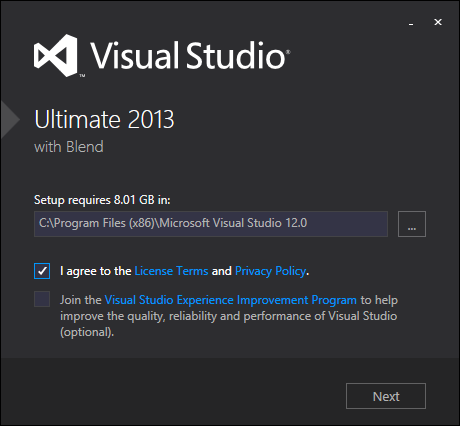 Visual Studio®
™
Ultimate 2013
with Blend
Setup requires 8.01 GB in:
C:\Program Files (x86)\Microsoft Visual Studio 12.0
...
I agree to the License Terms and Privacy Policy.
Join the Visual Studio Experience Improvement Program to help
improve the quality, reliability and performance of Visual Studio
(optional).
Next